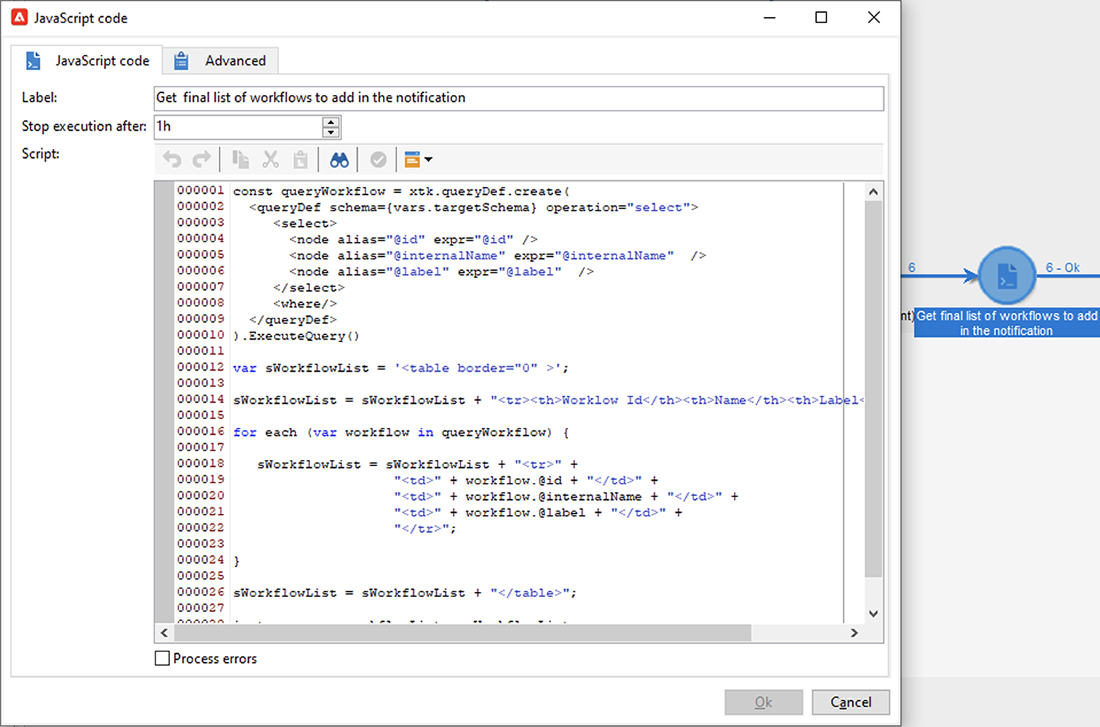 JavaScript code
JavaScript code
Advanced
Label:
Get  final list of workflows to add in the notification
Stop execution after:
1h
Script:
000001 const queryWorkflow = xtk.queryDef.create(
000002   <queryDef schema={vars.targetSchema} operation="select">
000003      <select>
000004        <node alias="@id" expr="@id" />
000005        <node alias="@internalName" expr="@internalName"  />
000006        <node alias="@label" expr="@label"  />
000007      </select>
000008      <where/>
000009   </queryDef>
000010 ).ExecuteQuery()
000011
000012 var sWorkflowList = '<table border="0" >';
000013
000014 sWorkflowList = sWorkflowList + "<tr><th>Worklow Id</th><th>Name</th><th>Label<
000015
000016 for each (var workflow in queryWorkflow) {
000017
000018    sWorkflowList = sWorkflowList + "<tr>" +
000019                     "<td>" + workflow.@id + "</td>" +
000020                     "<td>" + workflow.@internalName + "</td>" +
000021                     "<td>" + workflow.@label + "</td>" +
000022                     "</tr>";
000023
000024 }
000025
000026 sWorkflowList = sWorkflowList + "</table>";
000027
Process errors
Ok
Cancel
6
6 - Ok
nt)
Get final list of workflows to add
in the notification